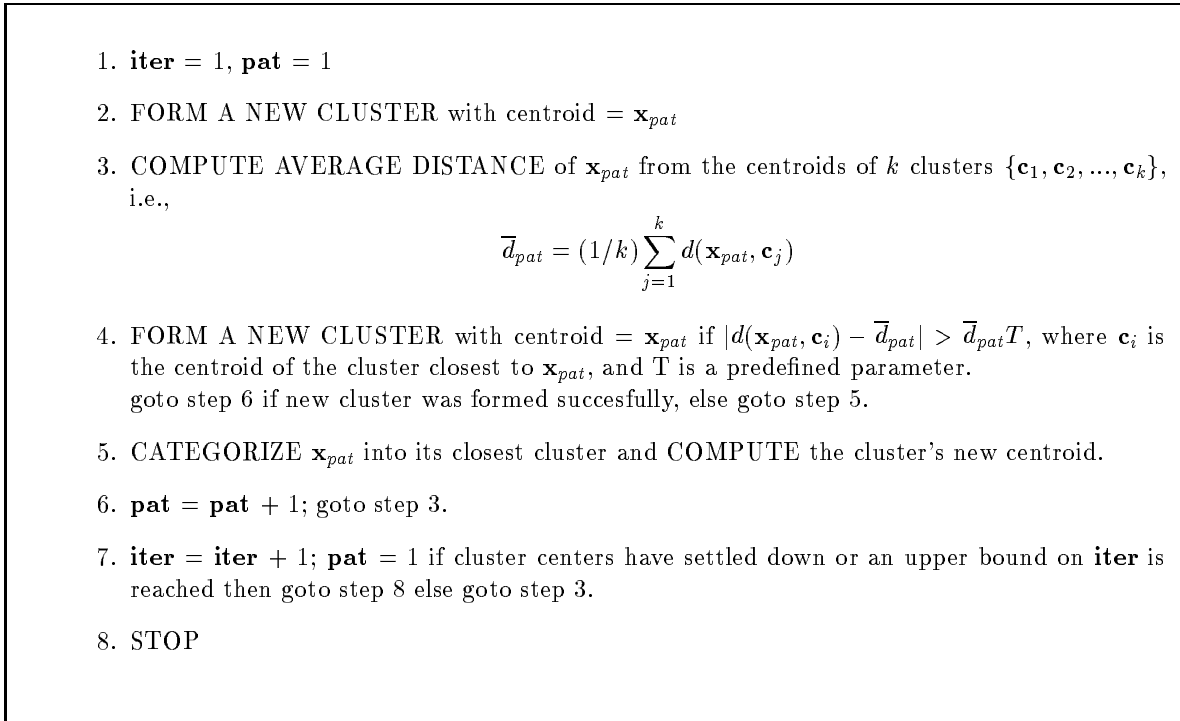 1. iter = 1, pat = 1
2. FORM A NEW CLUSTER with centroid = x_pat
3. COMPUTE AVERAGE DISTANCE of x_pat from the centroids of k clusters {c_1, c_2, ..., c_k},
i.e.,
d̅_pat = (1/k) ∑_{j=1}^{k} d(x_pat, c_j)
4. FORM A NEW CLUSTER with centroid = x_pat if |d(x_pat, c_i) − d̅_pat| > d̅_pat T, where c_i is
the centroid of the cluster closest to x_pat, and T is a predefined parameter.
goto step 6 if new cluster was formed succesfully, else goto step 5.
5. CATEGORIZE x_pat into its closest cluster and COMPUTE the cluster's new centroid.
6. pat = pat + 1; goto step 3.
7. iter = iter + 1; pat = 1 if cluster centers have settled down or an upper bound on iter is
reached then goto step 8 else goto step 3.
8. STOP